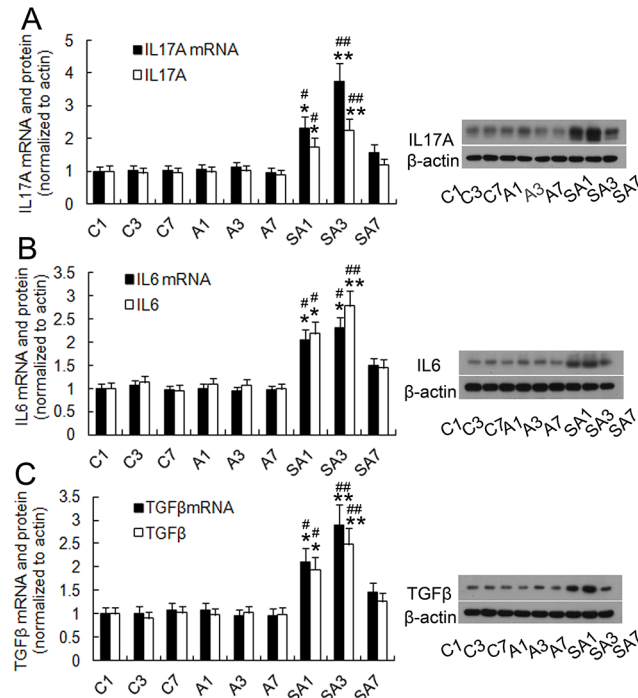 A
IL17A mRNA and protein
(normalized to actin)
5
4
3
2
1
0
IL17A mRNA
IL17A
# *
# *
## **
## **
C1 C3 C7 A1 A3 A7 SA1 SA3 SA7
IL17A
β-actin
C1 C3 C7 A1 A3 A7 SA1 SA3 SA7
B
IL6 mRNA and protein
(normalized to actin)
3.5
3
2.5
2
1.5
1
0.5
0
IL6 mRNA
IL6
# *
# *
# *
## **
C1 C3 C7 A1 A3 A7 SA1 SA3 SA7
IL6
β-actin
C1 C3 C7 A1 A3 A7 SA1 SA3 SA7
C
TGFβ mRNA and protein
(normalized to actin)
3.5
3
2.5
2
1.5
1
0.5
0
TGFβmRNA
TGFβ
# *
# *
## **
## **
C1 C3 C7 A1 A3 A7 SA1 SA3 SA7
TGFβ
β-actin
C1 C3 C7 A1 A3 A7 SA1 SA3 SA7